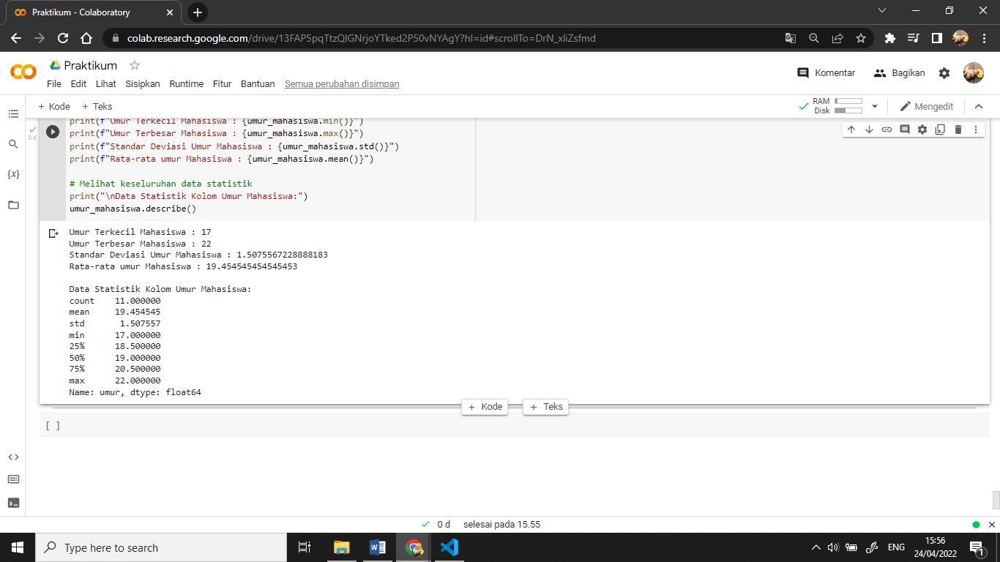 Praktikum - Colaboratory
colab.research.google.com/drive/13FAP5pqTtzQlGNrjoYTked2P50vNYAgY?hl=id#scrollTo=DrN_xliZsfmd
Praktikum
Komentar
Bagikan
File Edit Lihat Sisipkan Runtime Fitur Bantuan Semua perubahan disimpan
+ Kode + Teks
RAM
Disk
Mengedit
0 d
print(f"Umur Terkecil Mahasiswa : {umur_mahasiswa.min()}")
print(f"Umur Terbesar Mahasiswa : {umur_mahasiswa.max()}")
print(f"Standar Deviasi Umur Mahasiswa : {umur_mahasiswa.std()}")
print(f"Rata-rata umur Mahasiswa : {umur_mahasiswa.mean()}")
# Melihat keseluruhan data statistik
print("\nData Statistik Kolom Umur Mahasiswa:")
umur_mahasiswa.describe()
{x}
Umur Terkecil Mahasiswa : 17
Umur Terbesar Mahasiswa : 22
Standar Deviasi Umur Mahasiswa : 1.5075567228888183
Rata-rata umur Mahasiswa : 19.454545454545453
Data Statistik Kolom Umur Mahasiswa:
count 11.000000
mean 19.454545
std 1.507557
min 17.000000
25% 18.500000
50% 19.000000
75% 20.500000
max 22.000000
Name: umur, dtype: float64
+ Kode + Teks
[ ]
0 d selesai pada 15.55
Type here to search
ENG
15:56
24/04/2022
1